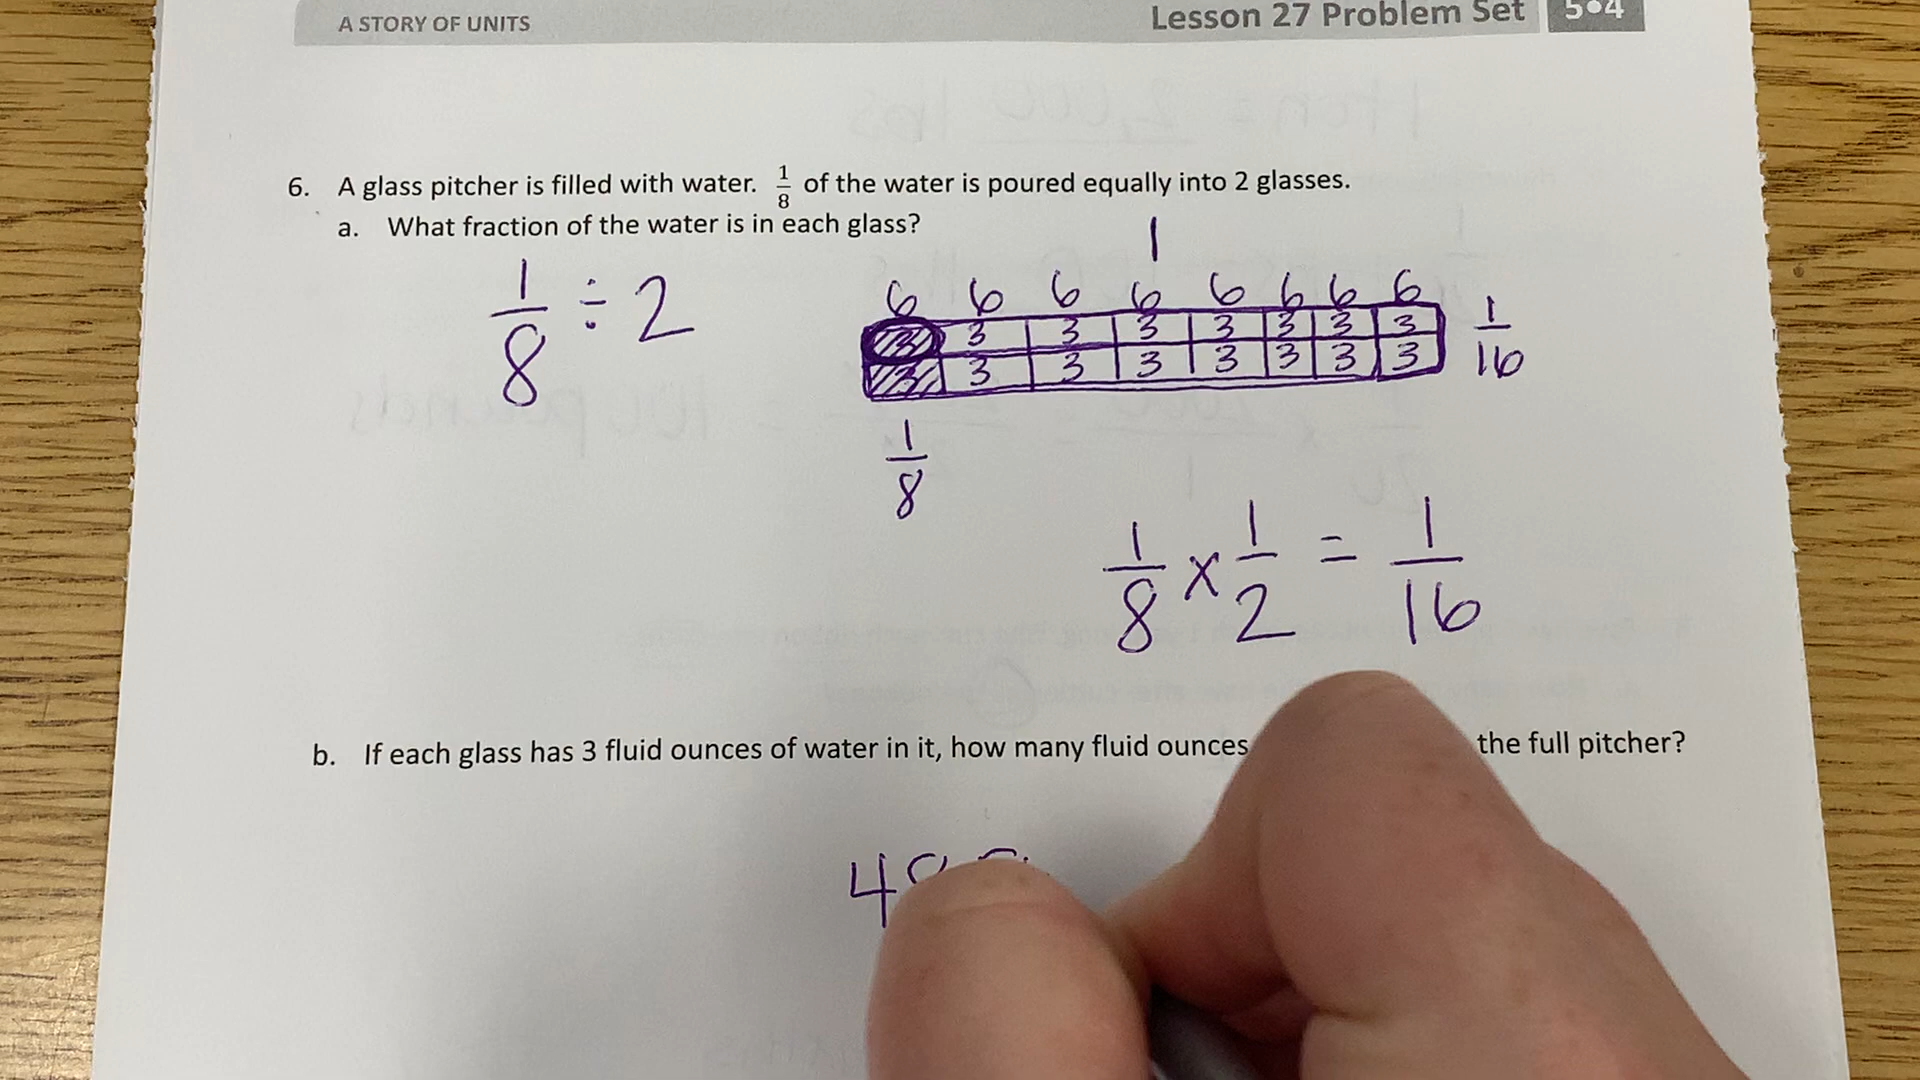 A STORY OF UNITS
Lesson 27 Problem Set 5•4
6. A glass pitcher is filled with water. 1/8 of the water is poured equally into 2 glasses.
a. What fraction of the water is in each glass?
1
1/8 ÷ 2
6 6 6 6 6 6 6 6
3 3 3 3 3 3 3 3
3 3 3 3 3 3 3 3
1/16
1/8
1/8 x 1/2 = 1/16
b. If each glass has 3 fluid ounces of water in it, how many fluid ounces the full pitcher?
48